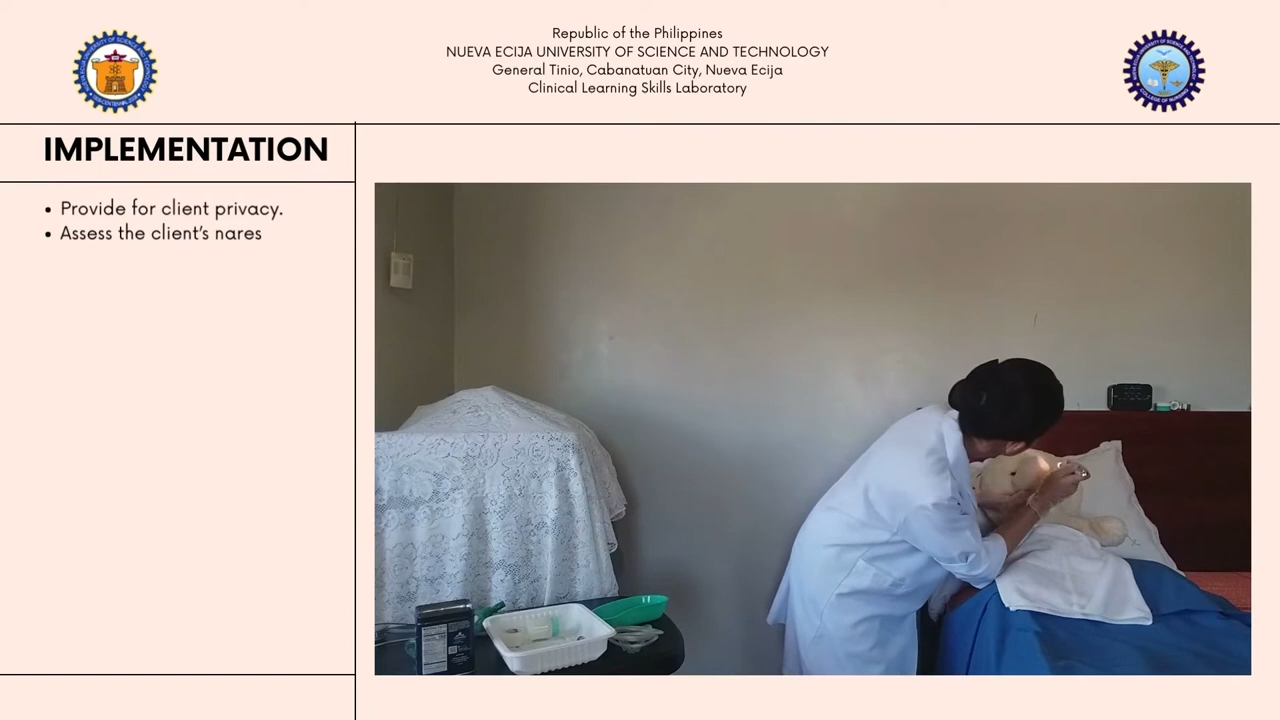 Republic of the Philippines
NUEVA ECIJA UNIVERSITY OF SCIENCE AND TECHNOLOGY
General Tinio, Cabanatuan City, Nueva Ecija
Clinical Learning Skills Laboratory
IMPLEMENTATION
• Provide for client privacy.
• Assess the client’s nares